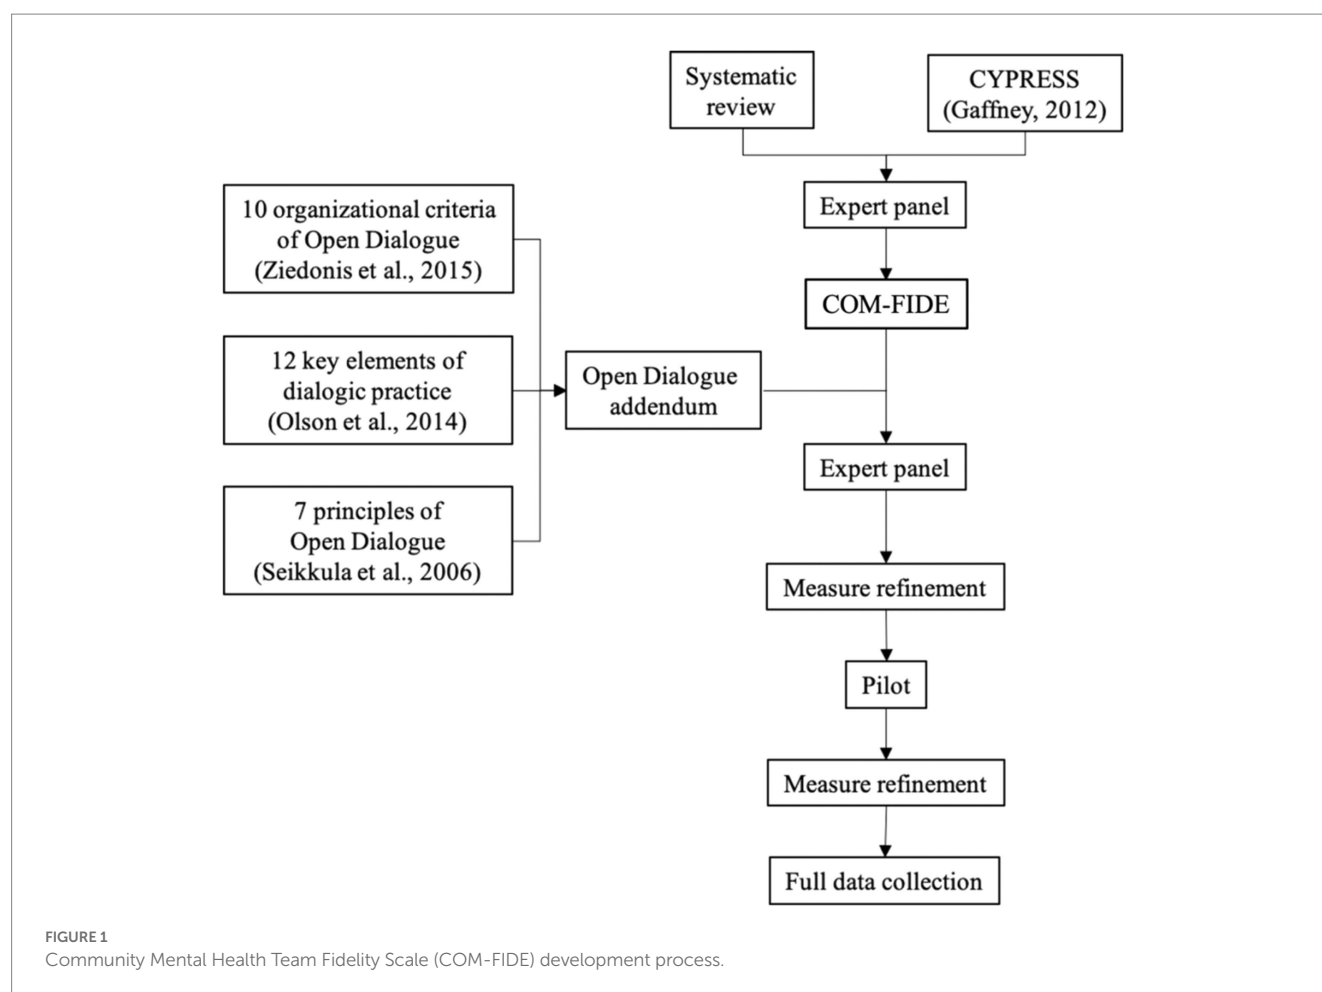 Systematic
review
CYPRESS
(Gaffney, 2012)
Expert panel
10 organizational criteria
of Open Dialogue
(Ziedonis et al., 2015)
COM-FIDE
12 key elements of
dialogic practice
(Olson et al., 2014)
Open Dialogue
addendum
Expert panel
7 principles of
Open Dialogue
(Seikkula et al., 2006)
Measure refinement
Pilot
Measure refinement
Full data collection
FIGURE 1
Community Mental Health Team Fidelity Scale (COM-FIDE) development process.